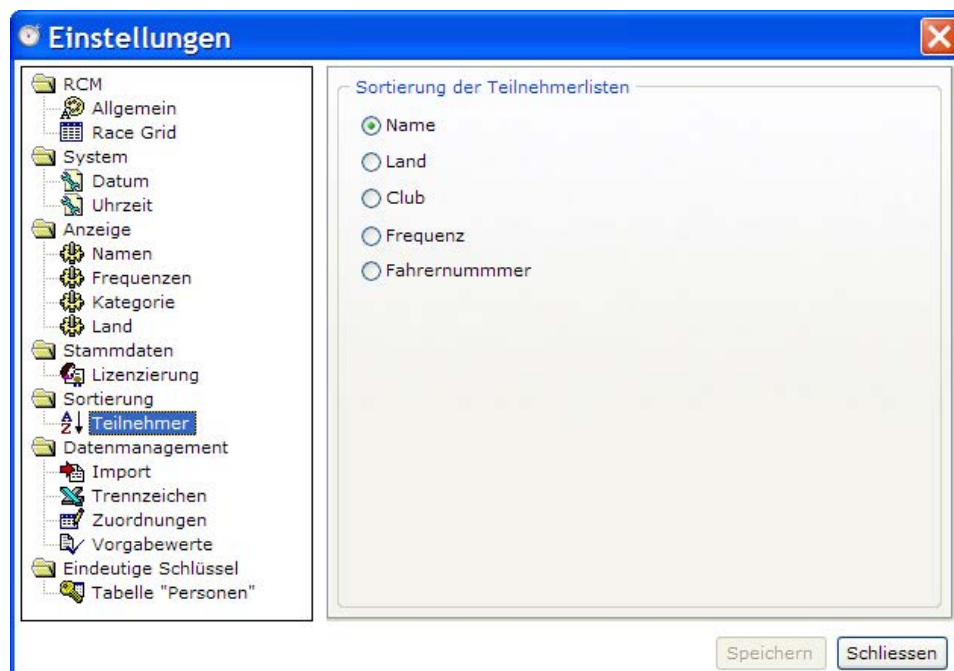 Einstellungen
RCM
Allgemein
Race Grid
System
Datum
Uhrzeit
Anzeige
Namen
Frequenzen
Kategorie
Land
Stammdaten
Lizenzierung
Sortierung
Teilnehmer
Datenmanagement
Import
Trennzeichen
Zuordnungen
Vorgabewerte
Eindeutige Schlüssel
Tabelle "Personen"
Sortierung der Teilnehmerlisten
Name
Land
Club
Frequenz
Fahrernummmer
Speichern
Schliessen